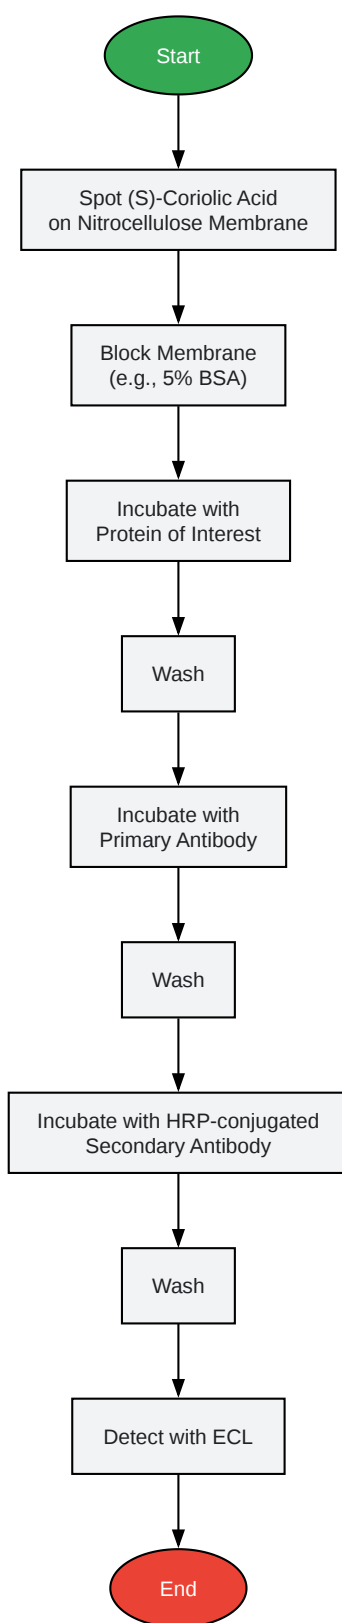 Start
Spot (S)-Coriolic Acid
on Nitrocellulose Membrane
Block Membrane
(e.g., 5% BSA)
Incubate with
Protein of Interest
Wash
Incubate with
Primary Antibody
Wash
Incubate with HRP-conjugated
Secondary Antibody
Wash
Detect with ECL
End